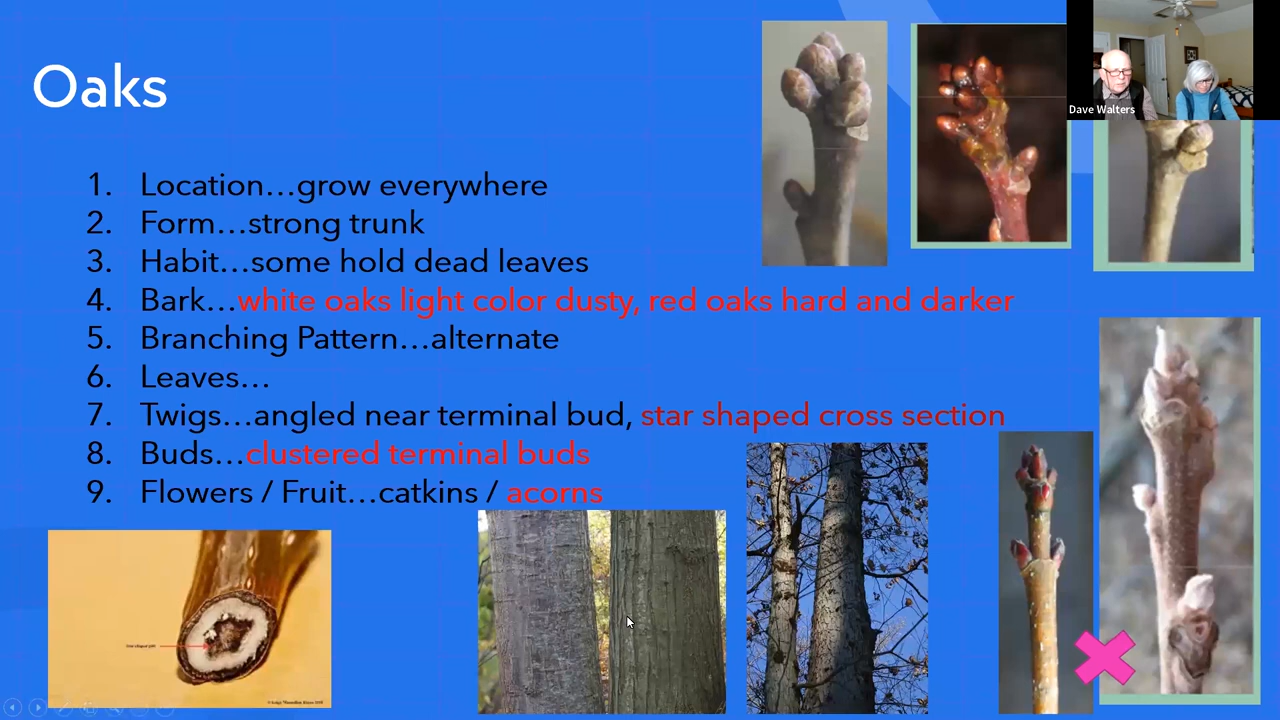 Oaks
Dave Walters
1. Location…grow everywhere
2. Form…strong trunk
3. Habit…some hold dead leaves
4. Bark…white oaks light color dusty, red oaks hard and darker
5. Branching Pattern…alternate
6. Leaves…
7. Twigs…angled near terminal bud, star shaped cross section
8. Buds…clustered terminal buds
9. Flowers / Fruit…catkins / acorns